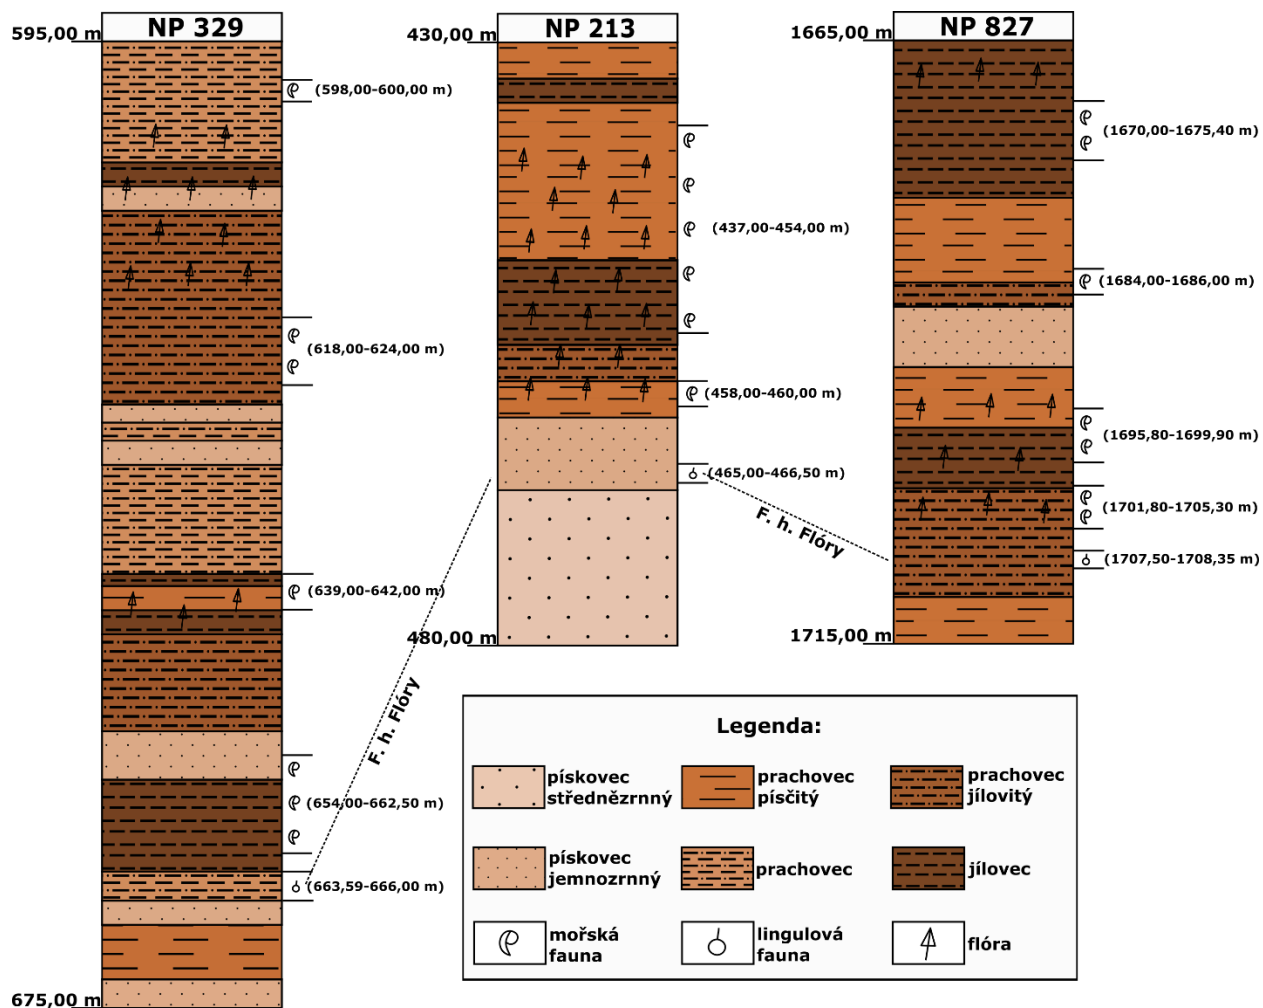 NP 329
595,00 m
(598,00-600,00 m)
(618,00-624,00 m)
(639,00-642,00 m)
(654,00-662,50 m)
(663,59-666,00 m)
675,00 m
F. h. Flóry
NP 213
430,00 m
(437,00-454,00 m)
(458,00-460,00 m)
(465,00-466,50 m)
480,00 m
F. h. Flóry
NP 827
1665,00 m
(1670,00-1675,40 m)
(1684,00-1686,00 m)
(1695,80-1699,90 m)
(1701,80-1705,30 m)
(1707,50-1708,35 m)
1715,00 m
Legenda:
pískovec
střednězrnný
prachovec
písčitý
prachovec
jílovitý
pískovec
jemnozrnný
prachovec
jílovec
mořská
fauna
lingulová
fauna
flóra